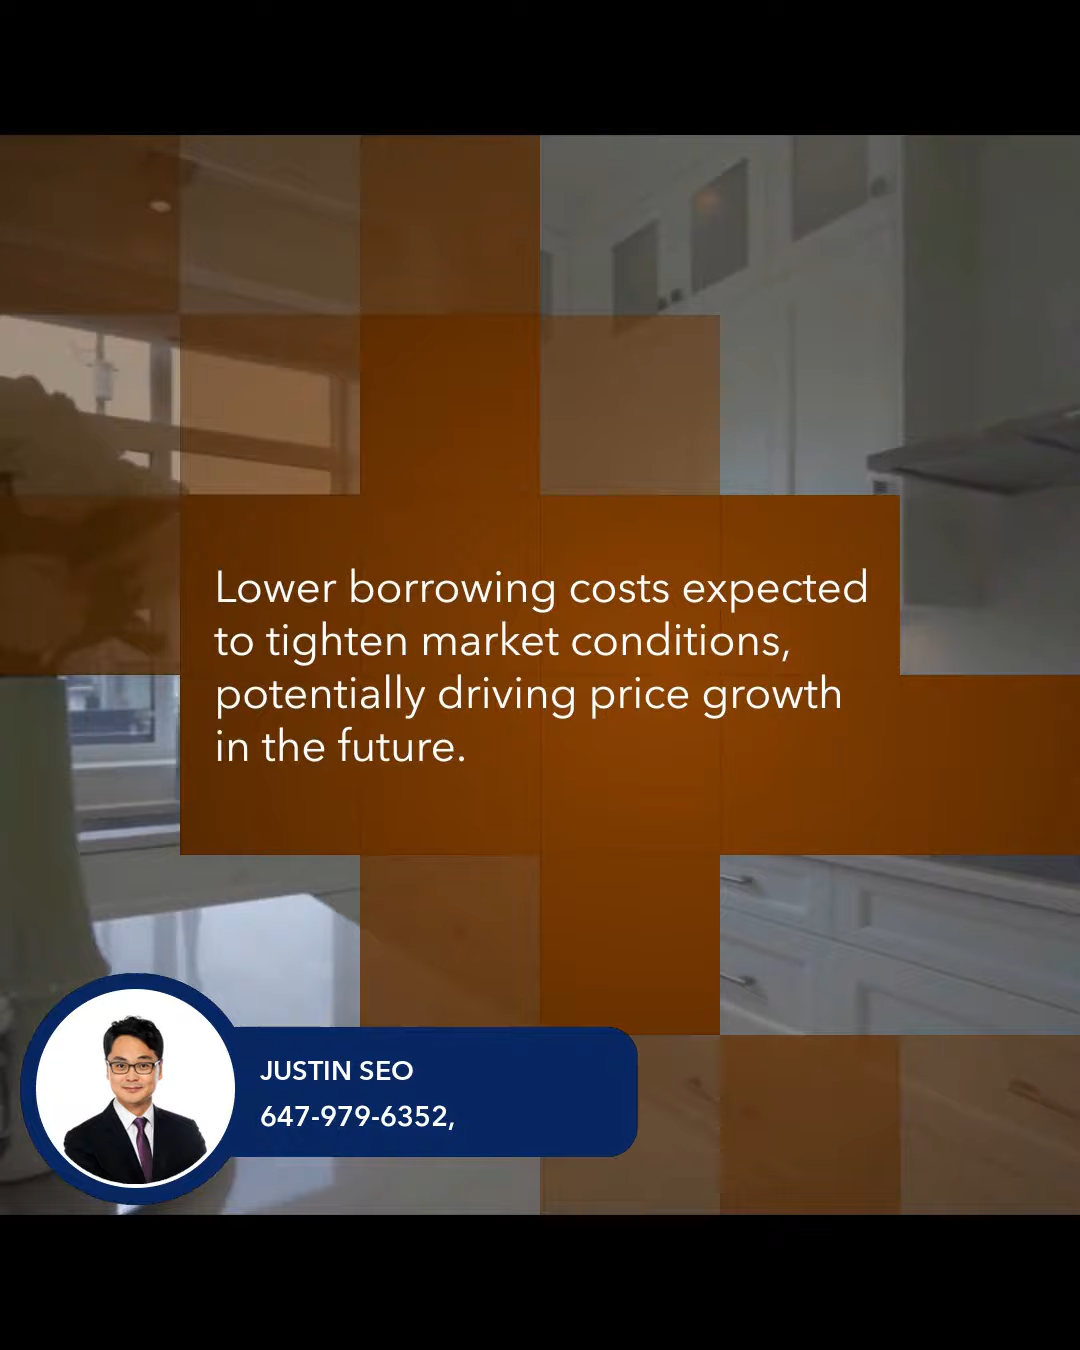 Lower borrowing costs expected
to tighten market conditions,
potentially driving price growth
in the future.
JUSTIN SEO
647-979-6352,